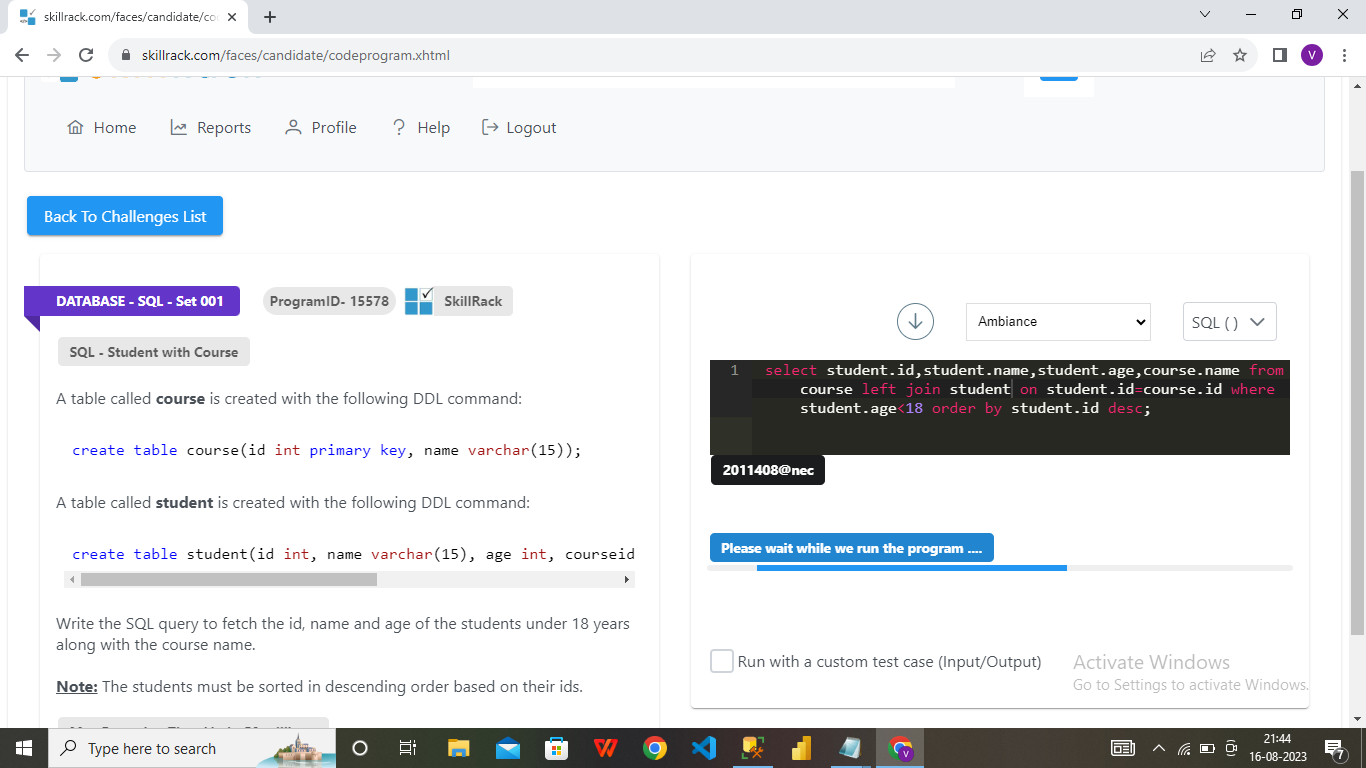 skillrack.com/faces/candidate/co
skillrack.com/faces/candidate/codeprogram.xhtml
V
Home
Reports
Profile
Help
Logout
Back To Challenges List
DATABASE - SQL - Set 001
ProgramID- 15578
SkillRack
SQL - Student with Course
A table called course is created with the following DDL command:
create table course(id int primary key, name varchar(15));
A table called student is created with the following DDL command:
create table student(id int, name varchar(15), age int, courseid
Write the SQL query to fetch the id, name and age of the students under 18 years
along with the course name.
Note: The students must be sorted in descending order based on their ids.
Ambiance
SQL ( )
1
select student.id,student.name,student.age,course.name from
course left join student on student.id=course.id where
student.age<18 order by student.id desc;
2011408@nec
Please wait while we run the program ....
Run with a custom test case (Input/Output)
Activate Windows
Go to Settings to activate Windows.
Type here to search
21:44
16-08-2023
7